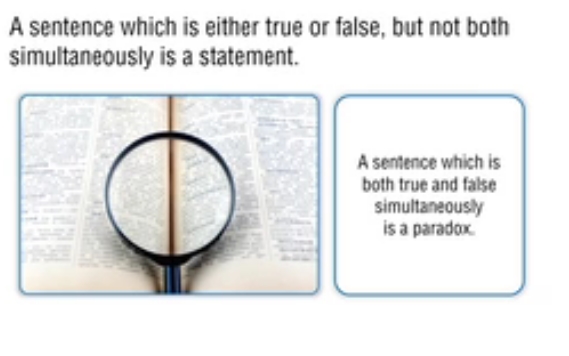 A sentence which is either true or false, but not both
simultaneously is a statement.
A sentence which is
both true and false
simultaneously
is a paradox.